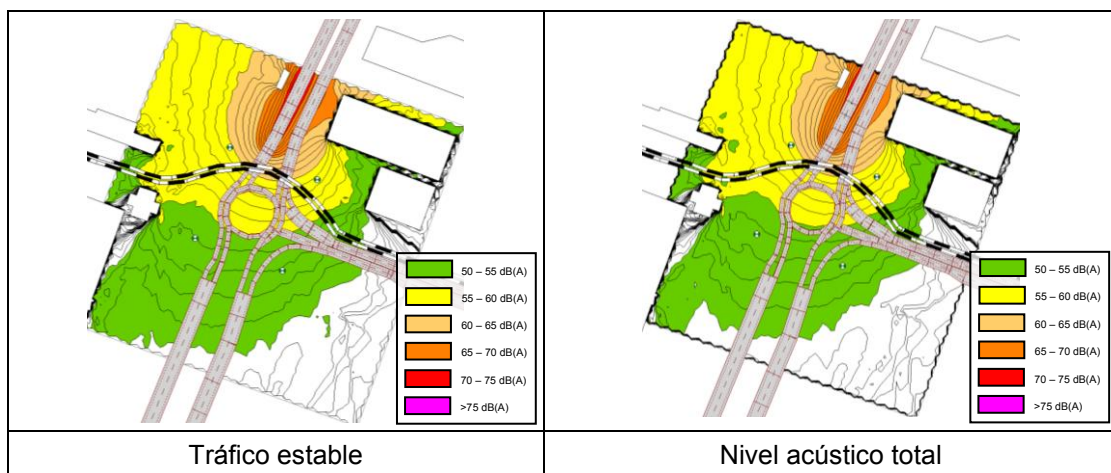 50 – 55 dB(A)
55 – 60 dB(A)
60 – 65 dB(A)
65 – 70 dB(A)
70 – 75 dB(A)
>75 dB(A)
50 – 55 dB(A)
55 – 60 dB(A)
60 – 65 dB(A)
65 – 70 dB(A)
70 – 75 dB(A)
>75 dB(A)
Tráfico estable
Nivel acústico total